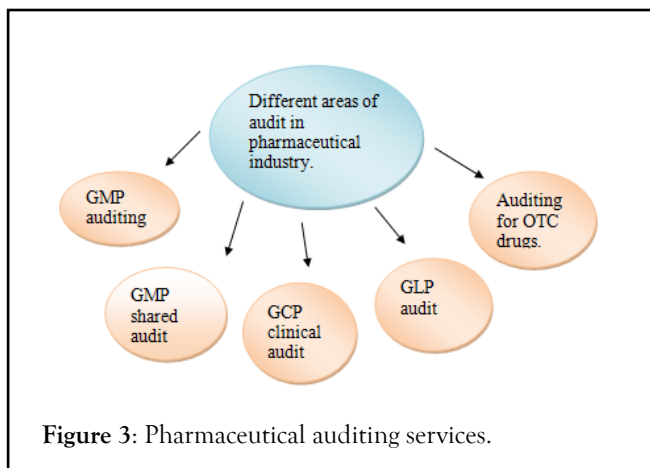 Different areas of
audit in
pharmaceutical
industry.
GMP
auditing
GMP
shared
audit
GCP
clinical
audit
GLP
audit
Auditing
for OTC
drugs.
Figure 3: Pharmaceutical auditing services.